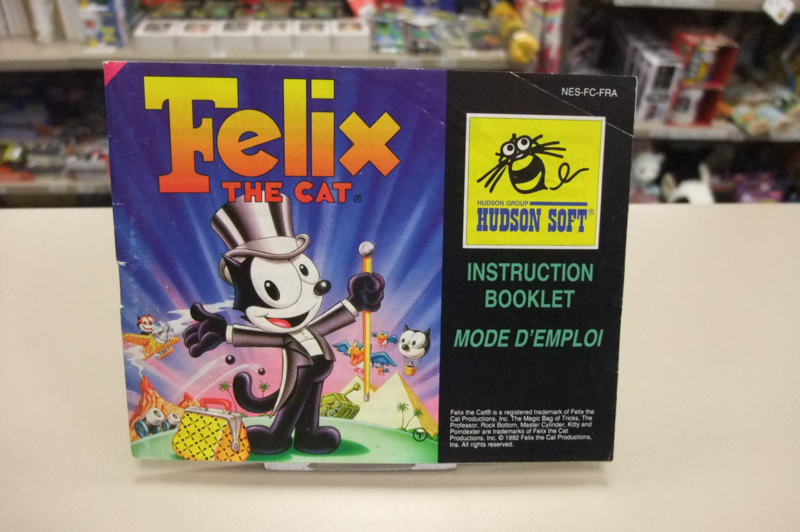 Felix
THE CAT®
NES-FC-FRA
HUDSON GROUP
HUDSON SOFT®
INSTRUCTION
BOOKLET
MODE D'EMPLOI
Felix the Cat® is a registered trademark of Felix the
Cat Productions, Inc. The Magic Bag of Tricks, The
Professor, Rock Bottom, Master Cylinder, Kitty and
Poindexter are trademarks of Felix the Cat
Productions, Inc. © 1992 Felix the Cat Productions,
Ins. All rights reserved.